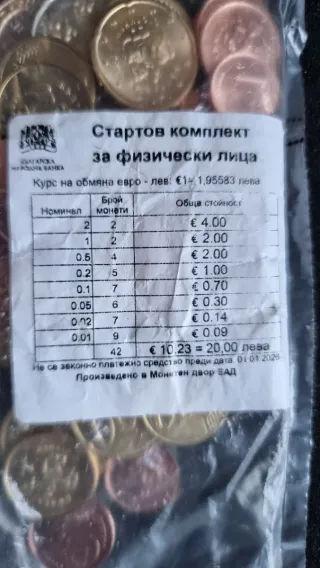 БЪЛГАРСКА
НАРОДНА БАНКА
Стартов комплект
за физически лица
Курс на обмяна евро - лев: €1= 1,95583 лева
Номинал Брой монети Обща стойност
2 2 € 4.00
1 2 € 2.00
0.5 4 € 2.00
0.2 5 € 1.00
0.1 7 € 0.70
0.05 6 € 0.30
0.02 7 € 0.14
0.01 9 € 0.09
42 € 10.23 = 20,00 лева
Не се законно платежно средство преди дата 01 01 2026
Произведено в Монетен двор ЕАД